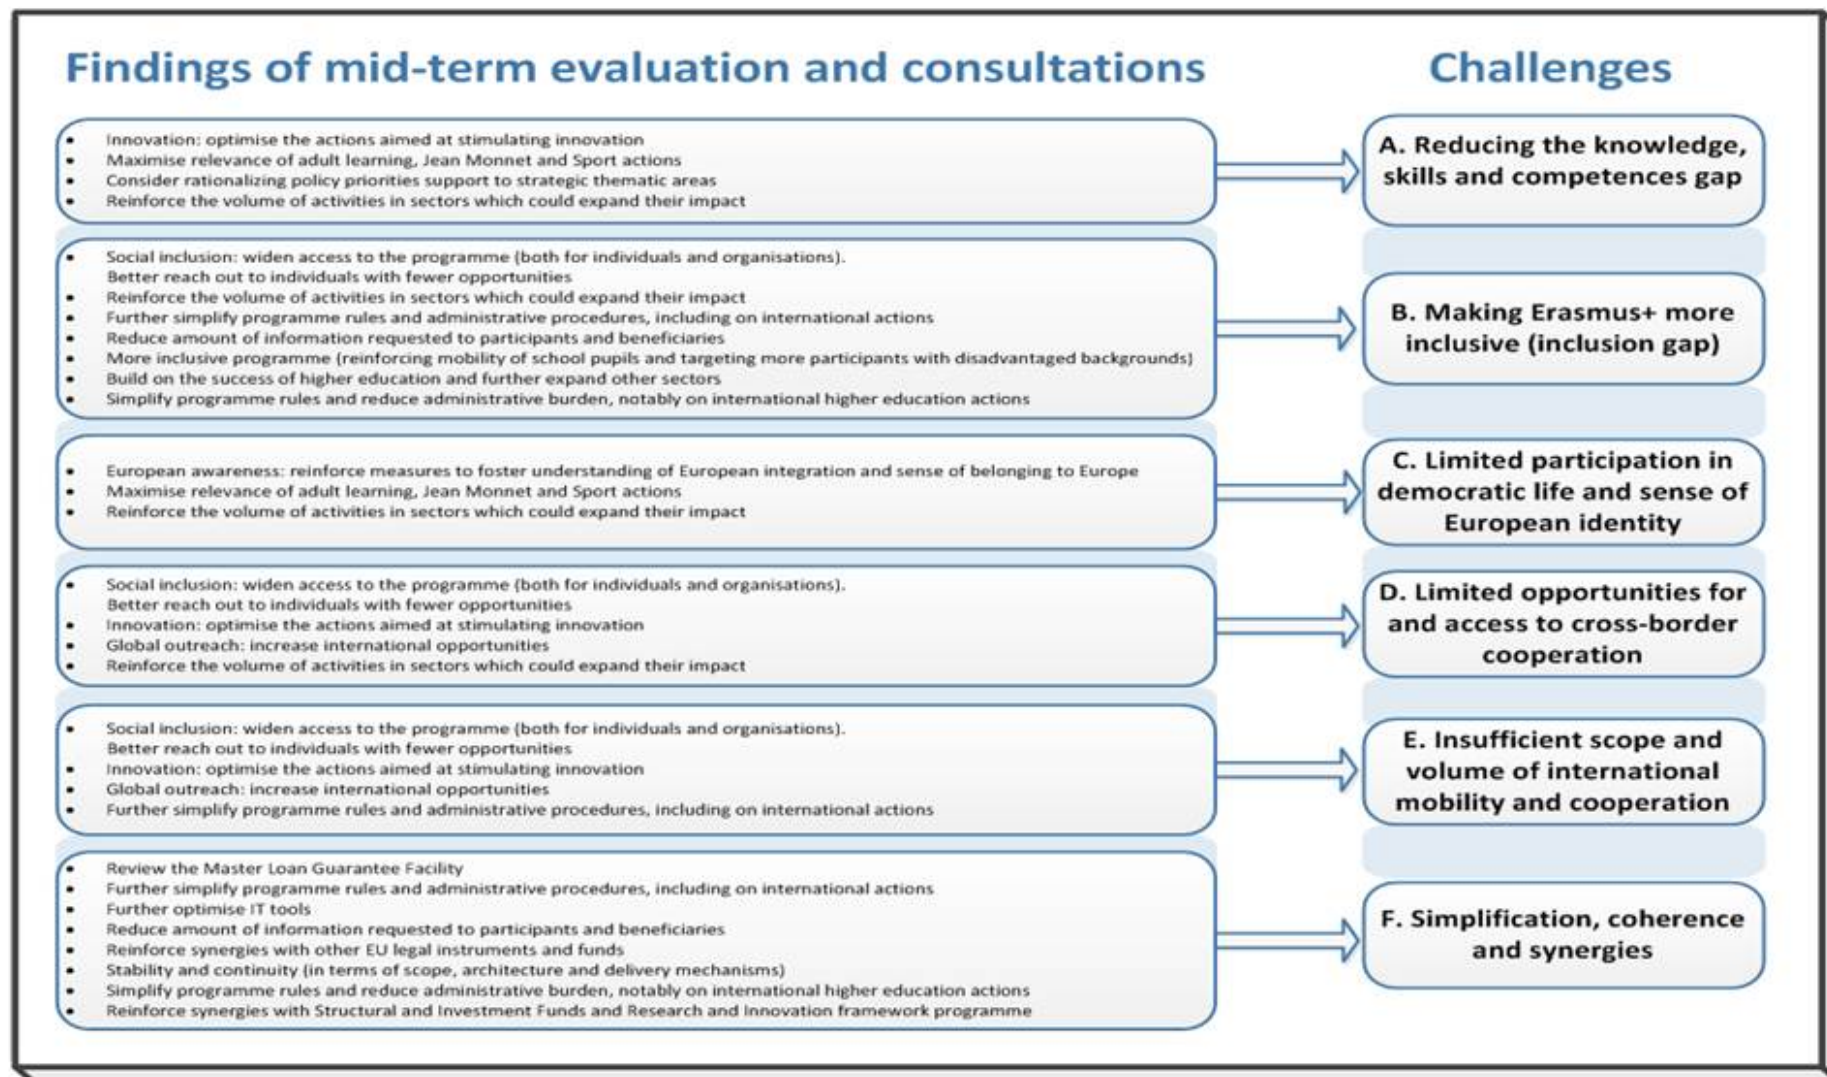 Findings of mid-term evaluation and consultations
Challenges
• Innovation: optimise the actions aimed at stimulating innovation
• Maximise relevance of adult learning, Jean Monnet and Sport actions
• Consider rationalizing policy priorities support to strategic thematic areas
• Reinforce the volume of activities in sectors which could expand their impact
A. Reducing the knowledge,
skills and competences gap
• Social inclusion: widen access to the programme (both for individuals and organisations).
Better reach out to individuals with fewer opportunities
• Reinforce the volume of activities in sectors which could expand their impact
• Further simplify programme rules and administrative procedures, including on international actions
• Reduce amount of information requested to participants and beneficiaries
• More inclusive programme (reinforcing mobility of school pupils and targeting more participants with disadvantaged backgrounds)
• Build on the success of higher education and further expand other sectors
• Simplify programme rules and reduce administrative burden, notably on international higher education actions
B. Making Erasmus+ more
inclusive (inclusion gap)
• European awareness: reinforce measures to foster understanding of European integration and sense of belonging to Europe
• Maximise relevance of adult learning, Jean Monnet and Sport actions
• Reinforce the volume of activities in sectors which could expand their impact
C. Limited participation in
democratic life and sense of
European identity
• Social inclusion: widen access to the programme (both for individuals and organisations).
Better reach out to individuals with fewer opportunities
• Innovation: optimise the actions aimed at stimulating innovation
• Global outreach: increase international opportunities
• Reinforce the volume of activities in sectors which could expand their impact
D. Limited opportunities for
and access to cross-border
cooperation
• Social inclusion: widen access to the programme (both for individuals and organisations).
Better reach out to individuals with fewer opportunities
• Innovation: optimise the actions aimed at stimulating innovation
• Global outreach: increase international opportunities
• Further simplify programme rules and administrative procedures, including on international actions
E. Insufficient scope and
volume of international
mobility and cooperation
• Review the Master Loan Guarantee Facility
• Further simplify programme rules and administrative procedures, including on international actions
• Further optimise IT tools
• Reduce amount of information requested to participants and beneficiaries
• Reinforce synergies with other EU legal instruments and funds
• Stability and continuity (in terms of scope, architecture and delivery mechanisms)
• Simplify programme rules and reduce administrative burden, notably on international higher education actions
• Reinforce synergies with Structural and Investment Funds and Research and Innovation framework programme
F. Simplification, coherence
and synergies